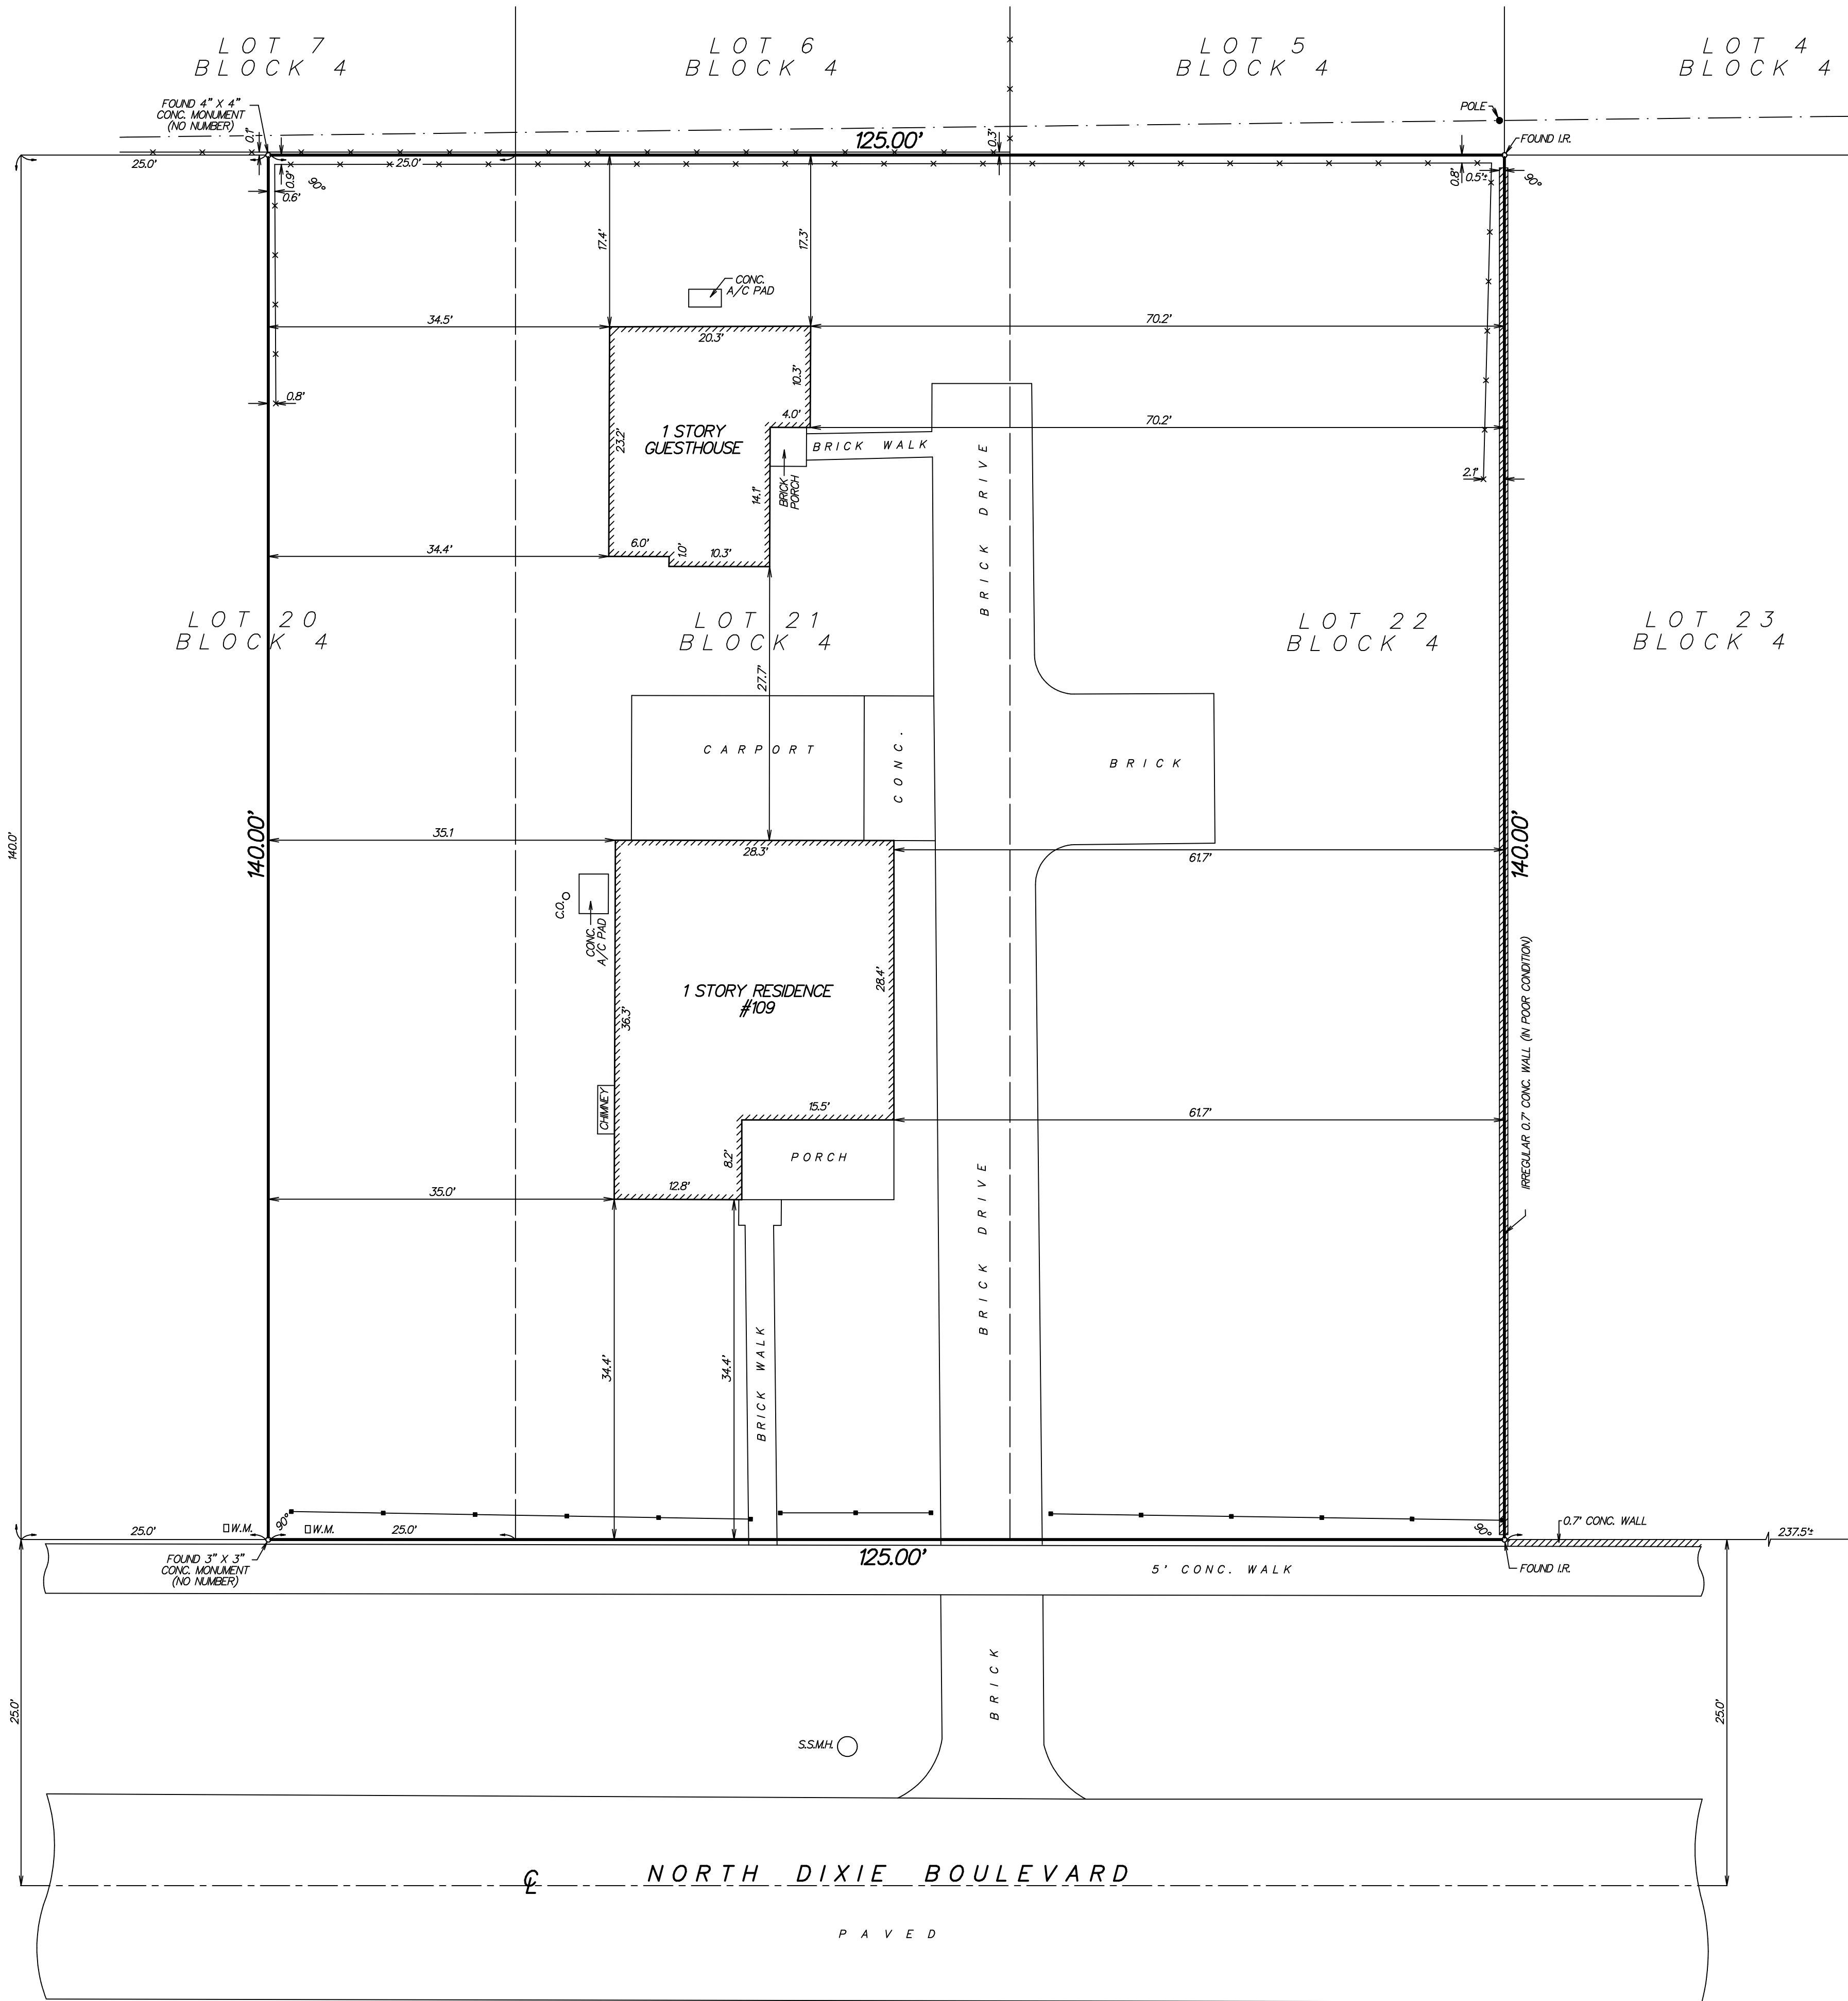 LOT 7
BLOCK 4
LOT 6
BLOCK 4
LOT 5
BLOCK 4
LOT 4
BLOCK 4
FOUND 4" X 4"
CONC. MONUMENT
(NO NUMBER)
0.1'
125.00'
0.3'
POLE
FOUND I.R.
25.0'
25.0'
0.9'
90°
0.6'
0.8'
0.5'±
90°
17.4'
17.3'
CONC.
A/C PAD
34.5'
70.2'
20.3'
10.3'
0.8'
4.0'
70.2'
1 STORY
GUESTHOUSE
23.2'
BRICK WALK
BRICK DRIVE
2.1'
14.1'
BRICK
PORCH
34.4'
6.0'
1.0'
10.3'
LOT 20
BLOCK 4
LOT 21
BLOCK 4
LOT 22
BLOCK 4
LOT 23
BLOCK 4
27.7'
CARPORT
CONC.
BRICK
140.0'
140.00'
35.1
28.3'
61.7'
140.00'
C.O.
CONC.
A/C PAD
1 STORY RESIDENCE
#109
36.3'
28.4'
IRREGULAR 0.7' CONC. WALL (IN POOR CONDITION)
CHIMNEY
15.5'
61.7'
8.2'
PORCH
12.8'
35.0'
BRICK DRIVE
34.4'
34.4'
BRICK WALK
25.0'
W.M.
90°
W.M.
25.0'
90°
0.7' CONC. WALL
237.5'±
FOUND 3" X 3"
CONC. MONUMENT
(NO NUMBER)
125.00'
5' CONC. WALK
FOUND I.R.
25.0'
BRICK
25.0'
S.S.M.H.
℄
NORTH DIXIE BOULEVARD
PAVED